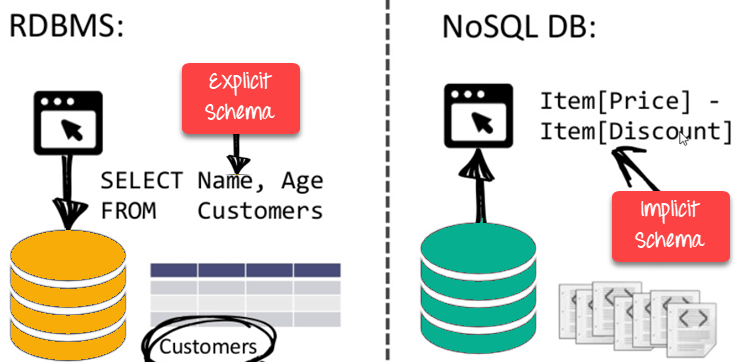 RDBMS:
Explicit
Schema
SELECT Name, Age
FROM Customers
Customers
NoSQL DB:
Item[Price] -
Item[Discount]
Implicit
Schema